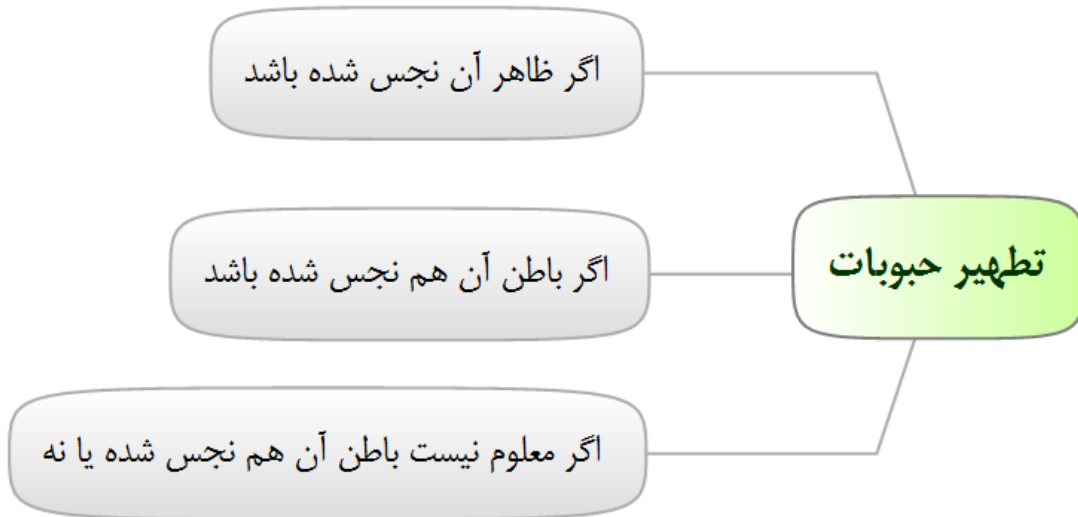 تطهیر حبوبات
اگر ظاهر آن نجس شده باشد
اگر باطن آن هم نجس شده باشد
اگر معلوم نیست باطن آن هم نجس شده یا نه